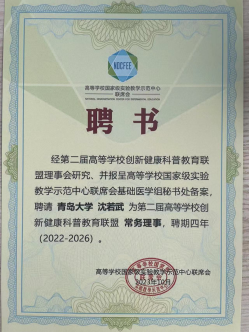 NDCFEE
高等学校国家级实验教学示范中心
联席会
聘书
经第二届高等学校创新健康科普教育联
盟理事会研究、并报呈高等学校国家级实验
教学示范中心联席会基础医学组秘书处备案，
聘请 青岛大学 沈若武 为第二届高等学校创
新健康科普教育联盟 常务理事，聘期四年
（2022-2026）。
高等学校国家级实验教学示范中心联席会